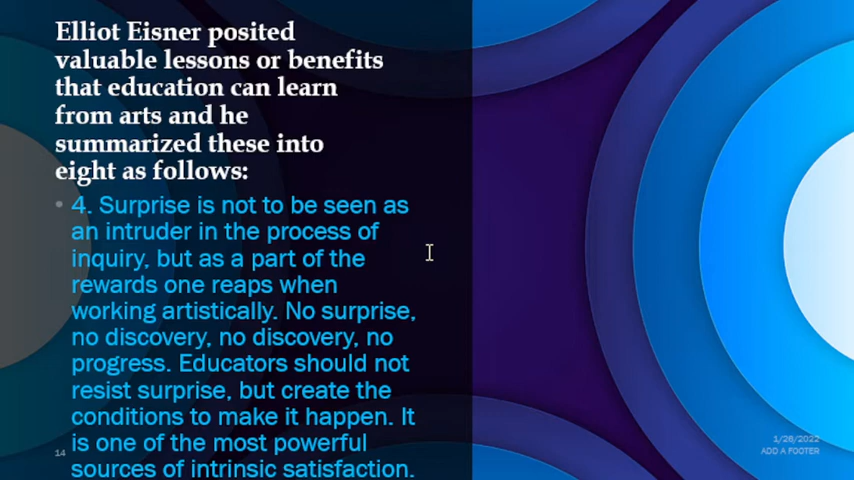 Elliot Eisner posited
valuable lessons or benefits
that education can learn
from arts and he
summarized these into
eight as follows:
• 4. Surprise is not to be seen as
an intruder in the process of
inquiry, but as a part of the
rewards one reaps when
working artistically. No surprise,
no discovery, no discovery, no
progress. Educators should not
resist surprise, but create the
conditions to make it happen. It
is one of the most powerful
sources of intrinsic satisfaction.
14
1/28/2022
ADD A FOOTER